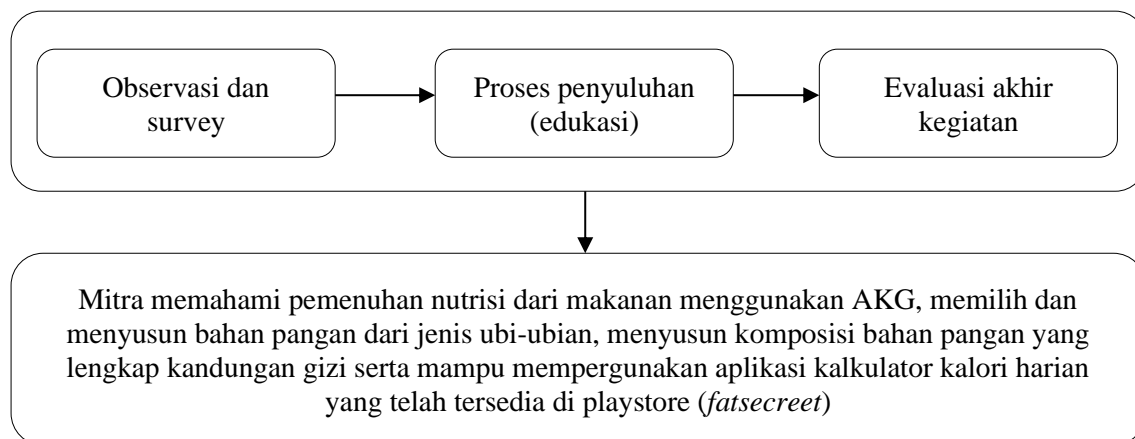 Observasi dan
survey
Proses penyuluhan
(edukasi)
Evaluasi akhir
kegiatan
Mitra memahami pemenuhan nutrisi dari makanan menggunakan AKG, memilih dan
menyusun bahan pangan dari jenis ubi-ubian, menyusun komposisi bahan pangan yang
lengkap kandungan gizi serta mampu mempergunakan aplikasi kalkulator kalori harian
yang telah tersedia di playstore (fatsecreet)